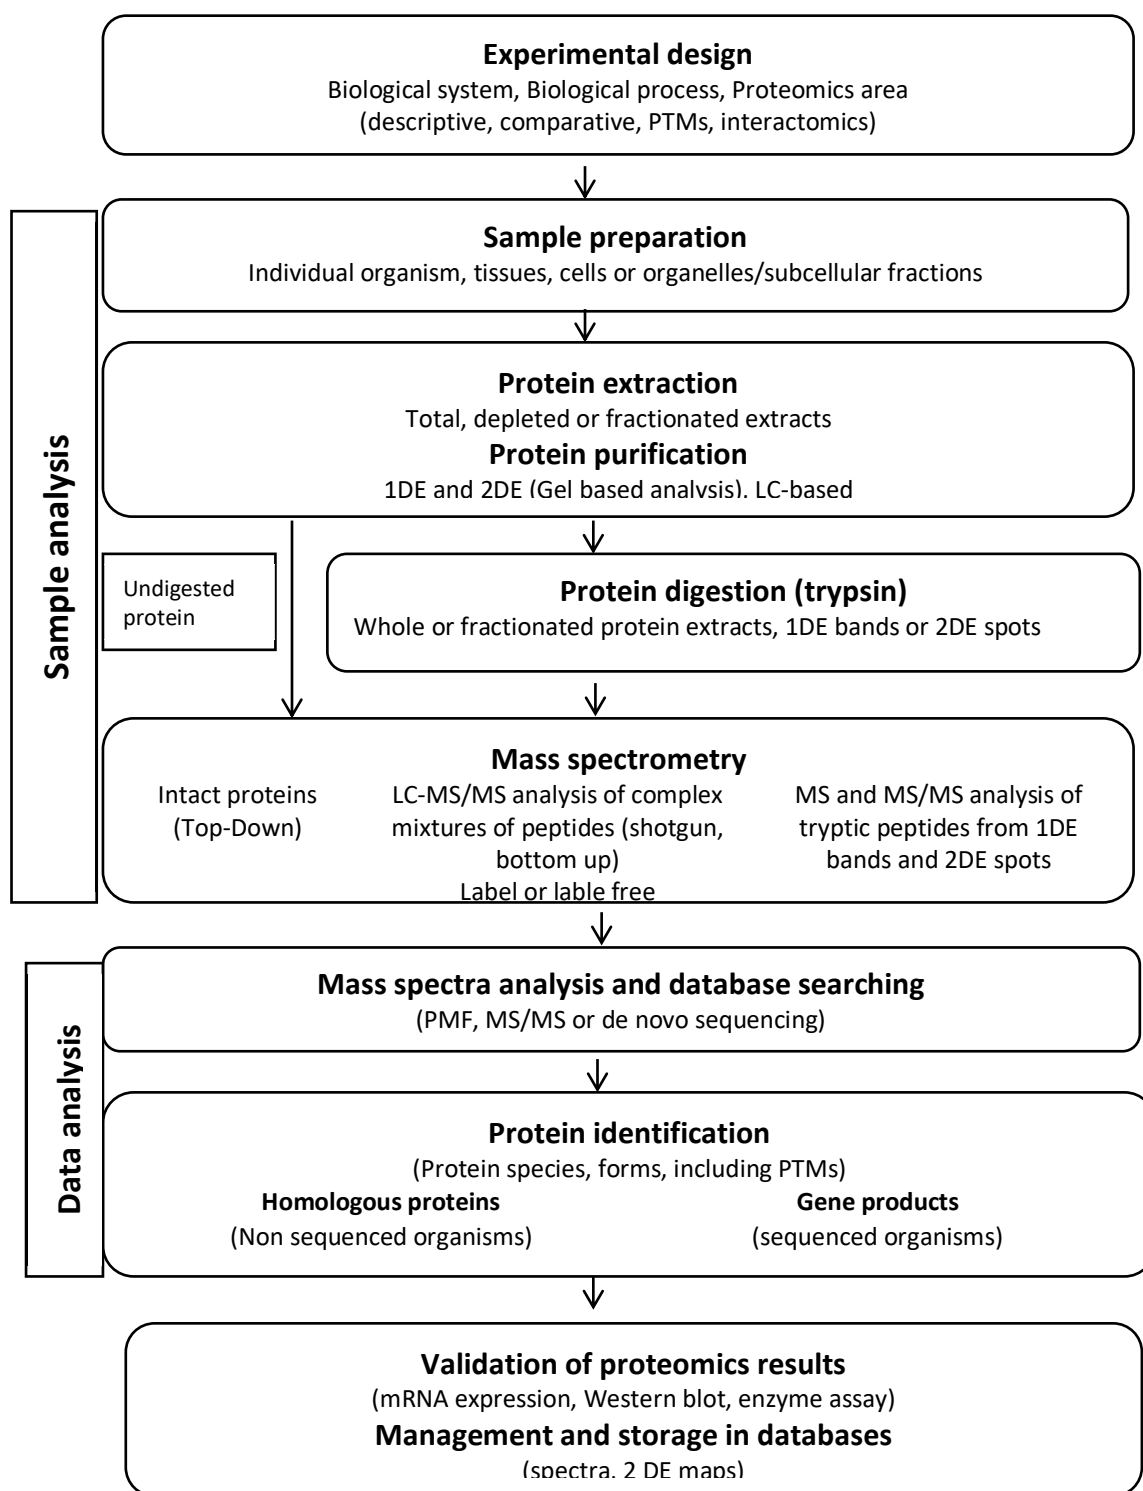 Experimental design
Biological system, Biological process, Proteomics area
(descriptive, comparative, PTMs, interactomics)
Sample preparation
Individual organism, tissues, cells or organelles/subcellular fractions
Sample analysis
Protein extraction
Total, depleted or fractionated extracts
Protein purification
1DE and 2DE (Gel based analysis). LC-based
Undigested
protein
Protein digestion (trypsin)
Whole or fractionated protein extracts, 1DE bands or 2DE spots
Mass spectrometry
Intact proteins
(Top-Down)
LC-MS/MS analysis of complex
mixtures of peptides (shotgun,
bottom up)
Label or lable free
MS and MS/MS analysis of
tryptic peptides from 1DE
bands and 2DE spots
Data analysis
Mass spectra analysis and database searching
(PMF, MS/MS or de novo sequencing)
Protein identification
(Protein species, forms, including PTMs)
Homologous proteins
(Non sequenced organisms)
Gene products
(sequenced organisms)
Validation of proteomics results
(mRNA expression, Western blot, enzyme assay)
Management and storage in databases
(spectra, 2 DE maps)